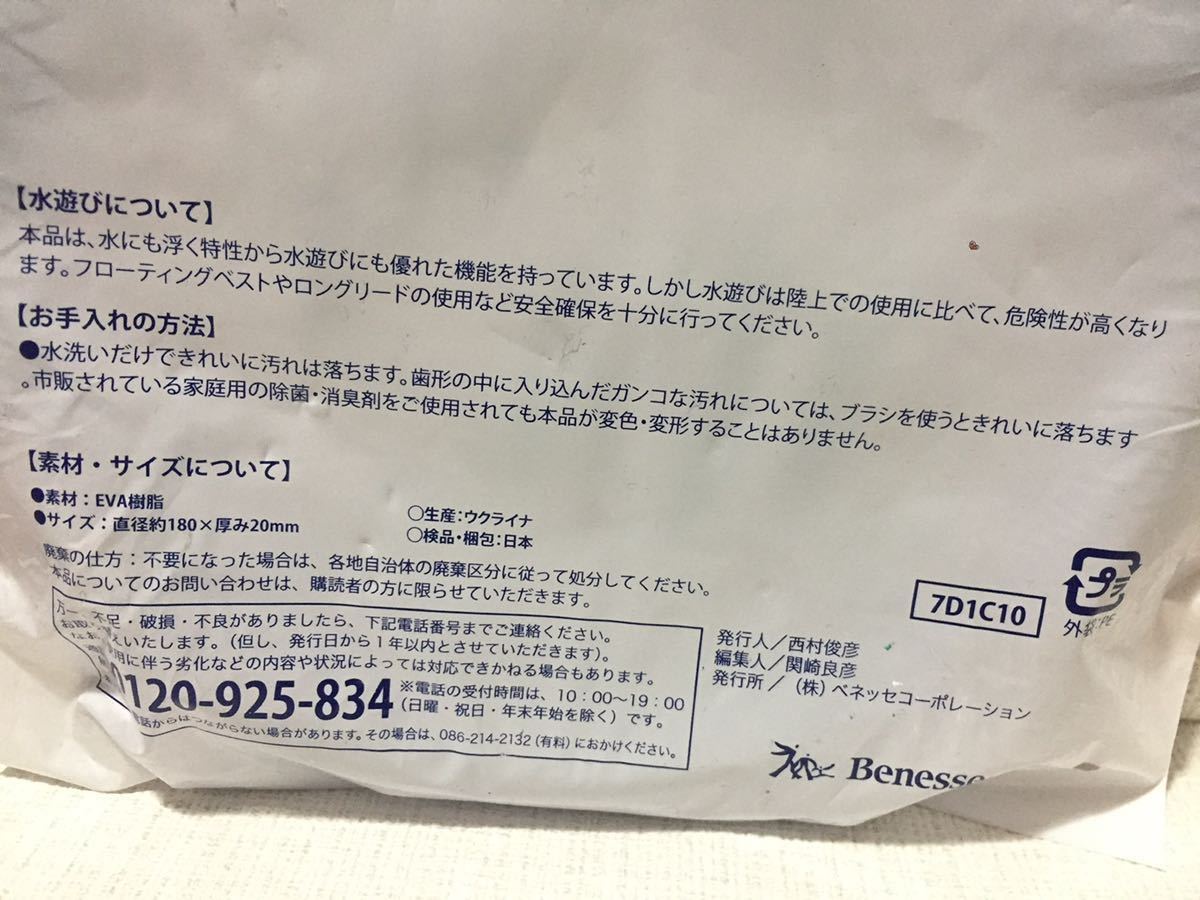 【水遊びについて】
本品は、水にも浮く特性から水遊びにも優れた機能を持っています。しかし水遊びは陸上での使用に比べて、危険性が高くなり
ます。フローティングベストやロングリードの使用など安全確保を十分に行ってください。
【お手入れの方法】
●水洗いだけできれいに汚れは落ちます。歯形の中に入り込んだガンコな汚れについては、ブラシを使うときれいに落ちます
。市販されている家庭用の除菌・消臭剤をご使用されても本品が変色・変形することはありません。
【素材・サイズについて】
●素材：EVA樹脂
●サイズ：直径約180×厚み20mm
○生産：ウクライナ
○検品・梱包：日本
廃棄の仕方：不要になった場合は、各地自治体の廃棄区分に従って処分してください。
本品についてのお問い合わせは、購読者の方に限らせていただきます。
万一、不足・破損・不良がありましたら、下記電話番号までご連絡ください。
お取り替えいたします。（但し、発行日から1年以内とさせていただきます）。
使用に伴う劣化などの内容や状況によっては対応できかねる場合もあります。
0120-925-834
※電話の受付時間は、10：00～19：00
（日曜・祝日・年末年始を除く）です。
電話からはつながらない場合があります。その場合は、086-214-2132（有料）におかけください。
7D1C10
プラ
外袋:PE
発行人／西村俊彦
編集人／関崎良彦
発行所／（株）ベネッセコーポレーション
Benesse